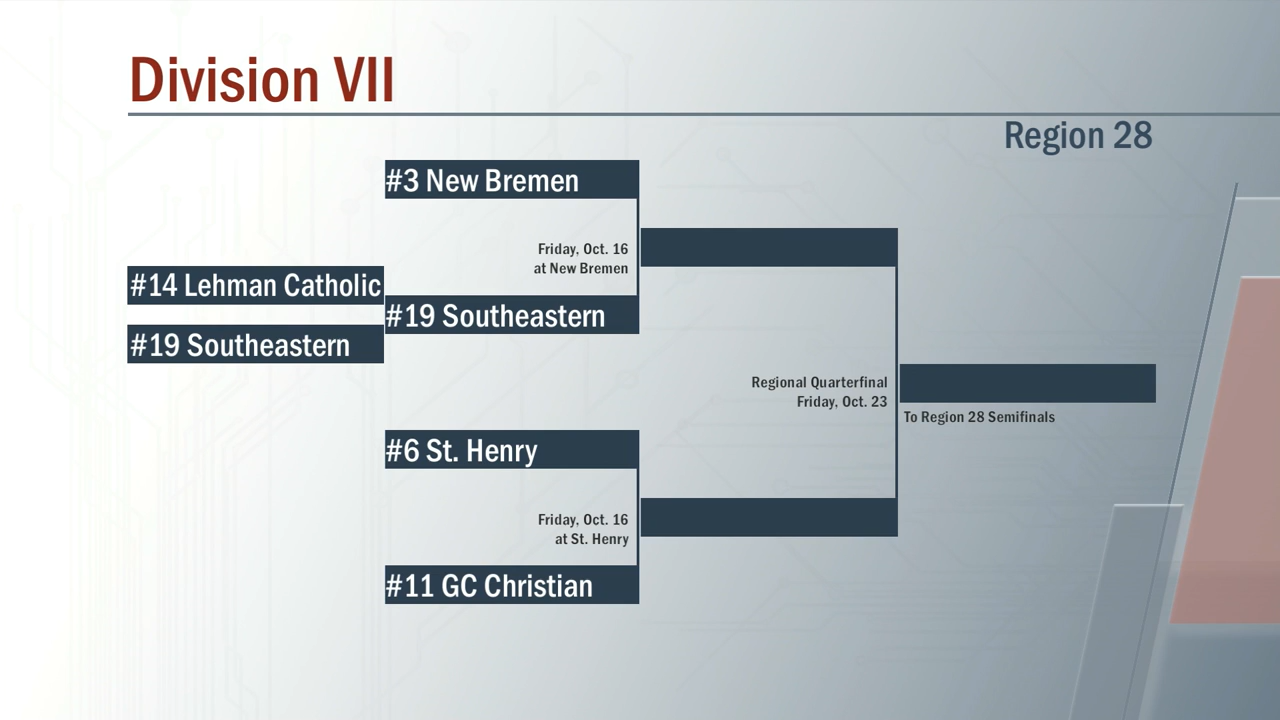 Division VII
Region 28
#3 New Bremen
Friday, Oct. 16
at New Bremen
#14 Lehman Catholic
#19 Southeastern
#19 Southeastern
Regional Quarterfinal
Friday, Oct. 23
To Region 28 Semifinals
#6 St. Henry
Friday, Oct. 16
at St. Henry
#11 GC Christian